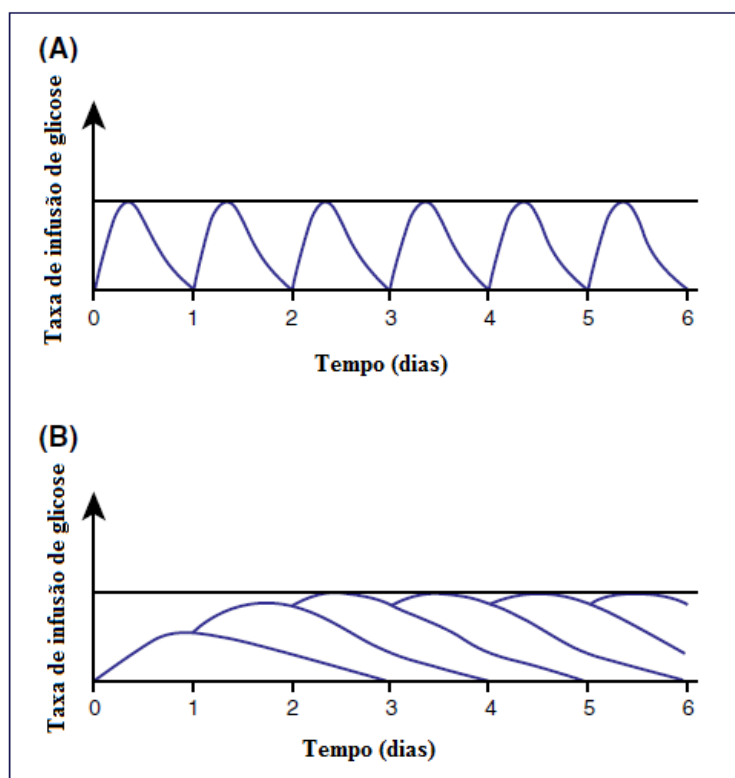 (A)
Taxa de infusão de glicose
0 1 2 3 4 5 6
Tempo (dias)
(B)
Taxa de infusão de glicose
0 1 2 3 4 5 6
Tempo (dias)